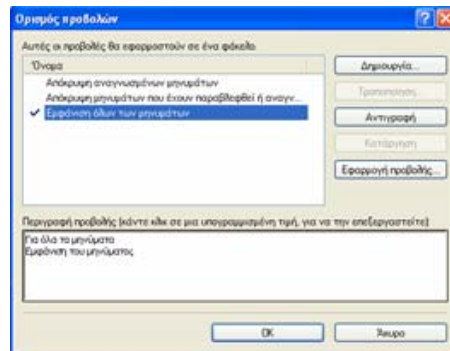 Ορισμός προβολών
Αυτές οι προβολές θα εφαρμοστούν σε ένα φάκελο
Όνομα
Απόκρυψη αναγνωσμένων μηνυμάτων
Απόκρυψη μηνυμάτων που έχουν παραβλεφθεί ή αναγν...
Εμφάνιση όλων των μηνυμάτων
Δημιουργία...
Τροποποίηση...
Αντιγραφή
Κατάργηση
Εφαρμογή προβολής...
Περιγραφή προβολής (κάντε κλικ σε μια υπογραμμισμένη τιμή, για να την επεξεργαστείτε)
Για όλα τα μηνύματα
Εμφάνιση του μηνύματος
OK
Άκυρο